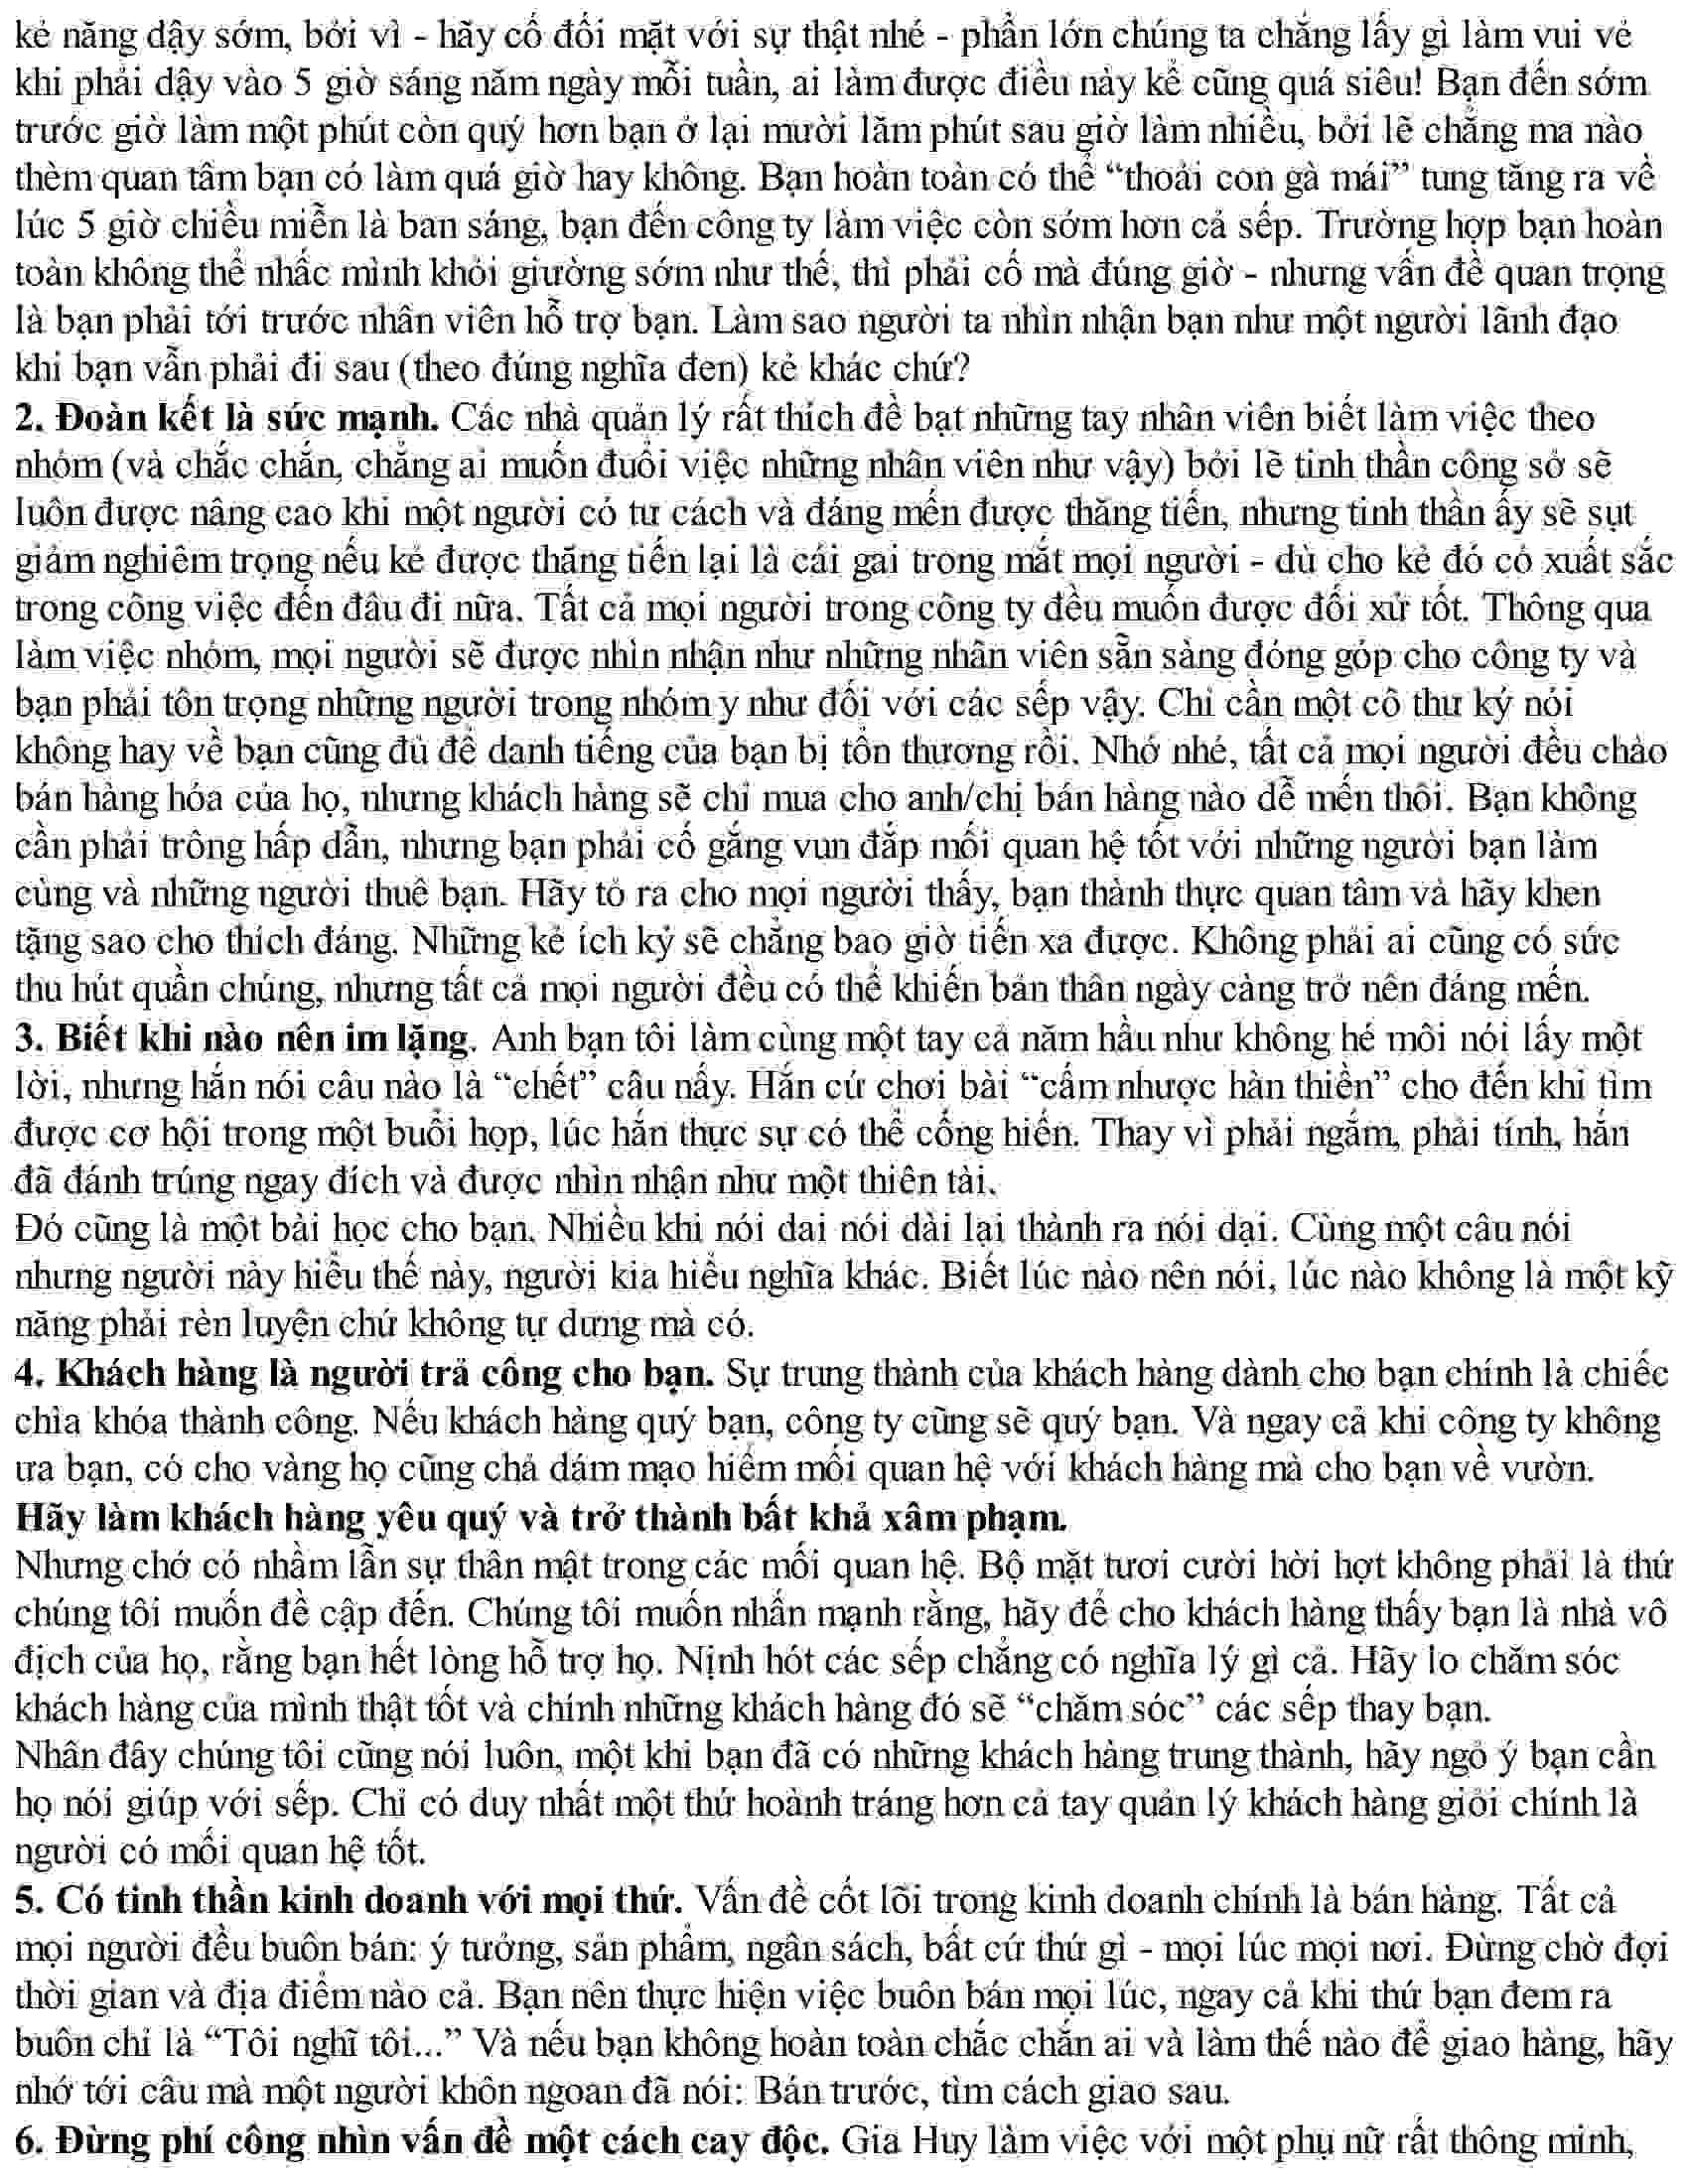 kẻ năng dậy sớm, bởi vì - hãy cố đối mặt với sự thật nhé - phần lớn chúng ta chẳng lấy gì làm vui vẻ
khi phải dậy vào 5 giờ sáng năm ngày mỗi tuần, ai làm được điều này kể cũng quá siêu! Bạn đến sớm
trước giờ làm một phút còn quý hơn bạn ở lại mười lăm phút sau giờ làm nhiều, bởi lẽ chẳng ma nào
thèm quan tâm bạn có làm quá giờ hay không. Bạn hoàn toàn có thể “thoải con gà mái” tung tăng ra về
lúc 5 giờ chiều miễn là ban sáng, bạn đến công ty làm việc còn sớm hơn cả sếp. Trường hợp bạn hoàn
toàn không thể nhấc mình khỏi giường sớm như thế, thì phải cố mà đúng giờ - nhưng vấn đề quan trọng
là bạn phải tới trước nhân viên hỗ trợ bạn. Làm sao người ta nhìn nhận bạn như một người lãnh đạo
khi bạn vẫn phải đi sau (theo đúng nghĩa đen) kẻ khác chứ?
2. Đoàn kết là sức mạnh. Các nhà quản lý rất thích đề bạt những tay nhân viên biết làm việc theo
nhóm (và chắc chắn, chẳng ai muốn đuổi việc những nhân viên như vậy) bởi lẽ tinh thần công sở sẽ
luôn được nâng cao khi một người có tư cách và đáng mến được thăng tiến, nhưng tinh thần ấy sẽ sụt
giảm nghiêm trọng nếu kẻ được thăng tiến lại là cái gai trong mắt mọi người - dù cho kẻ đó có xuất sắc
trong công việc đến đâu đi nữa. Tất cả mọi người trong công ty đều muốn được đối xử tốt. Thông qua
làm việc nhóm, mọi người sẽ được nhìn nhận như những nhân viên sẵn sàng đóng góp cho công ty và
bạn phải tôn trọng những người trong nhóm y như đối với các sếp vậy. Chỉ cần một cô thư ký nói
không hay về bạn cũng đủ để danh tiếng của bạn bị tổn thương rồi. Nhớ nhé, tất cả mọi người đều chào
bán hàng hóa của họ, nhưng khách hàng sẽ chỉ mua cho anh/chị bán hàng nào dễ mến thôi. Bạn không
cần phải trông hấp dẫn, nhưng bạn phải cố gắng vun đắp mối quan hệ tốt với những người bạn làm
cùng và những người thuê bạn. Hãy tỏ ra cho mọi người thấy, bạn thành thực quan tâm và hãy khen
tặng sao cho thích đáng. Những kẻ ích kỷ sẽ chẳng bao giờ tiến xa được. Không phải ai cũng có sức
thu hút quần chúng, nhưng tất cả mọi người đều có thể khiến bản thân ngày càng trở nên đáng mến.
3. Biết khi nào nên im lặng. Anh bạn tôi làm cùng một tay cả năm hầu như không hé môi nói lấy một
lời, nhưng hắn nói câu nào là “chết” câu nấy. Hắn cứ chơi bài “cấm nhược hàn thiền” cho đến khi tìm
được cơ hội trong một buổi họp, lúc hắn thực sự có thể cống hiến. Thay vì phải ngắm, phải tính, hắn
đã đánh trúng ngay đích và được nhìn nhận như một thiên tài.
Đó cũng là một bài học cho bạn. Nhiều khi nói dai nói dài lại thành ra nói dại. Cùng một câu nói
nhưng người này hiểu thế này, người kia hiểu nghĩa khác. Biết lúc nào nên nói, lúc nào không là một kỹ
năng phải rèn luyện chứ không tự dưng mà có.
4. Khách hàng là người trả công cho bạn. Sự trung thành của khách hàng dành cho bạn chính là chiếc
chìa khóa thành công. Nếu khách hàng quý bạn, công ty cũng sẽ quý bạn. Và ngay cả khi công ty không
ưa bạn, có cho vàng họ cũng chả dám mạo hiểm mối quan hệ với khách hàng mà cho bạn về vườn.
Hãy làm khách hàng yêu quý và trở thành bất khả xâm phạm.
Nhưng chớ có nhầm lẫn sự thân mật trong các mối quan hệ. Bộ mặt tươi cười hời hợt không phải là thứ
chúng tôi muốn đề cập đến. Chúng tôi muốn nhấn mạnh rằng, hãy để cho khách hàng thấy bạn là nhà vô
địch của họ, rằng bạn hết lòng hỗ trợ họ. Nịnh hót các sếp chẳng có nghĩa lý gì cả. Hãy lo chăm sóc
khách hàng của mình thật tốt và chính những khách hàng đó sẽ “chăm sóc” các sếp thay bạn.
Nhân đây chúng tôi cũng nói luôn, một khi bạn đã có những khách hàng trung thành, hãy ngỏ ý bạn cần
họ nói giúp với sếp. Chỉ có duy nhất một thứ hoành tráng hơn cả tay quản lý khách hàng giỏi chính là
người có mối quan hệ tốt.
5. Có tinh thần kinh doanh với mọi thứ. Vấn đề cốt lõi trong kinh doanh chính là bán hàng. Tất cả
mọi người đều buôn bán: ý tưởng, sản phẩm, ngân sách, bất cứ thứ gì - mọi lúc mọi nơi. Đừng chờ đợi
thời gian và địa điểm nào cả. Bạn nên thực hiện việc buôn bán mọi lúc, ngay cả khi thứ bạn đem ra
buôn chỉ là “Tôi nghĩ tôi...” Và nếu bạn không hoàn toàn chắc chắn ai và làm thế nào để giao hàng, hãy
nhớ tới câu mà một người khôn ngoan đã nói: Bán trước, tìm cách giao sau.
6. Đừng phí công nhìn vấn đề một cách cay độc. Gia Huy làm việc với một phụ nữ rất thông minh,